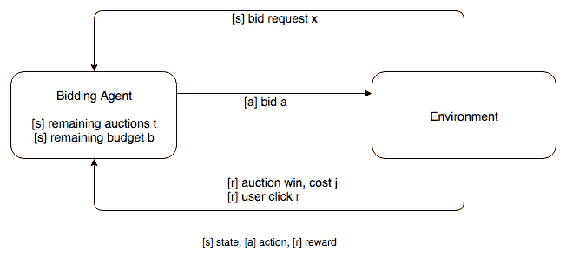 [s] bid request x
Bidding Agent
[s] remaining auctions t
[s] remaining budget b
[a] bid a
Environment
[r] auction win, cost j
[r] user click r
[s] state, [a] action, [r] reward